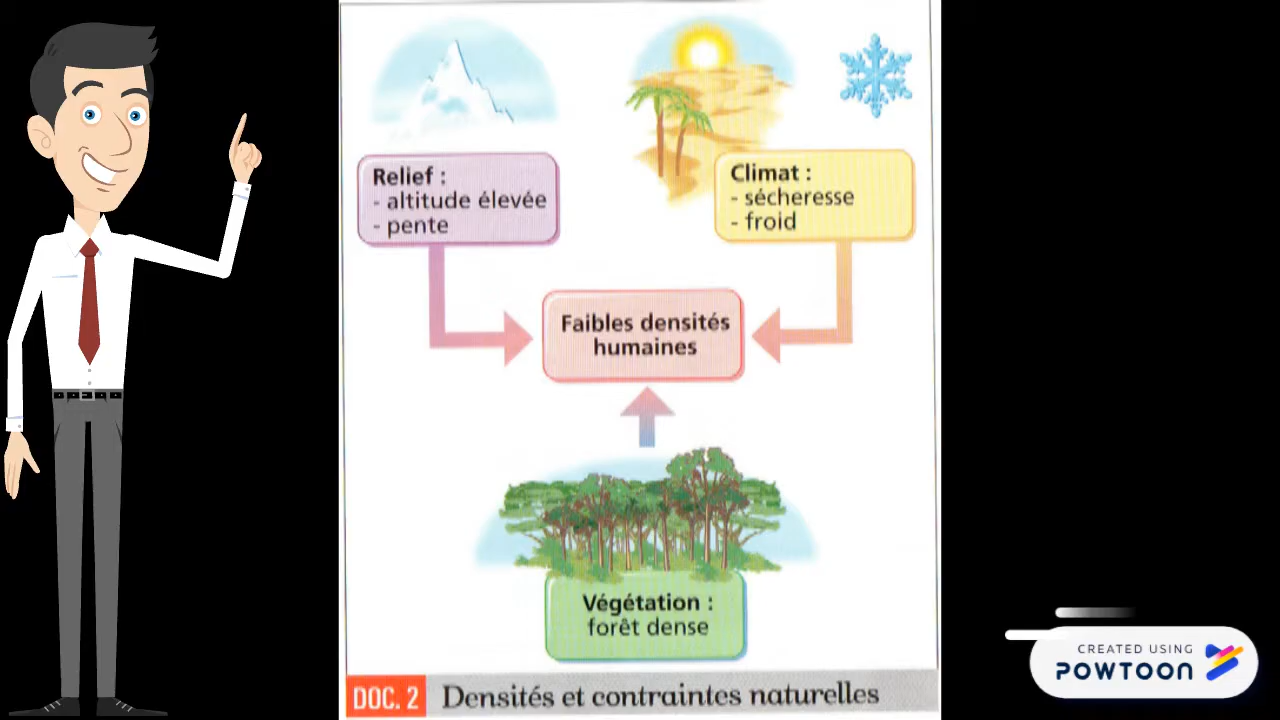 Relief :
- altitude élevée
- pente
Climat :
- sécheresse
- froid
Faibles densités
humaines
Végétation :
forêt dense
DOC. 2 Densités et contraintes naturelles
CREATED USING
POWTOON